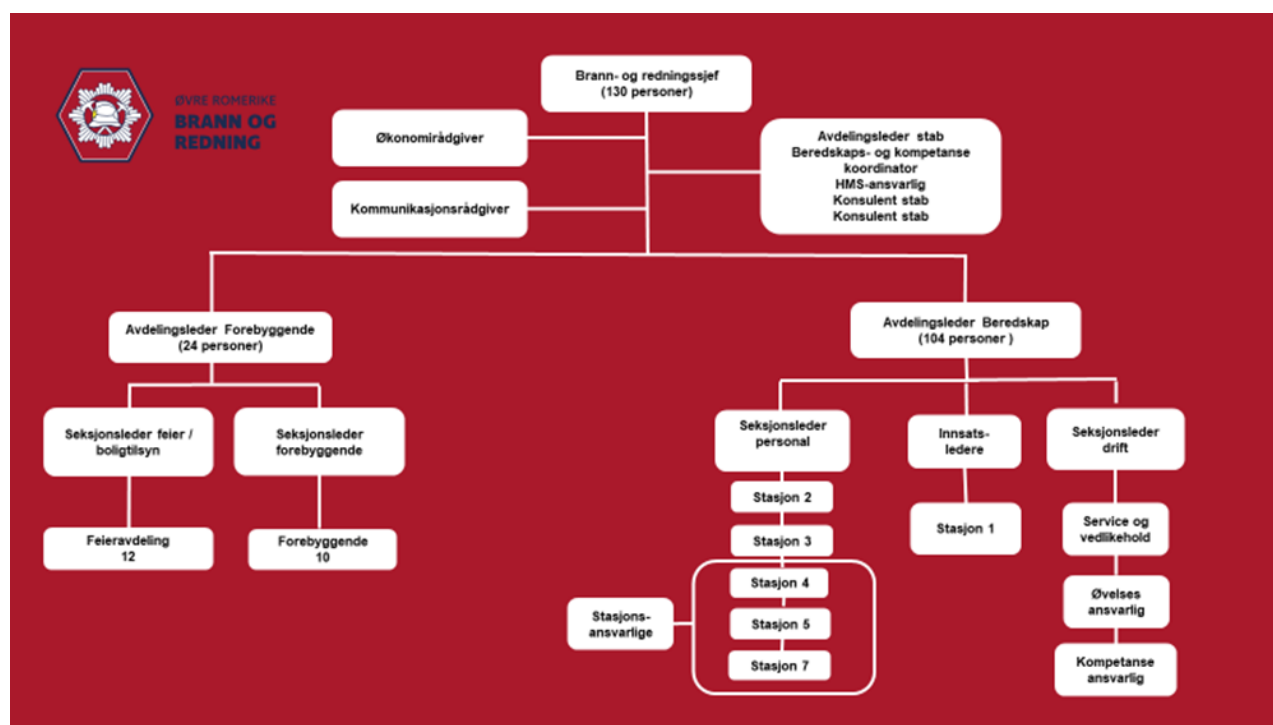 ØVRE ROMERIKE
BRANN OG
REDNING
Brann- og redningssjef
(130 personer)
Økonomirådgiver
Kommunikasjonsrådgiver
Avdelingsleder stab
Beredskaps- og kompetanse
koordinator
HMS-ansvarlig
Konsulent stab
Konsulent stab
Avdelingsleder Forebyggende
(24 personer)
Seksjonsleder feier /
boligtilsyn
Seksjonsleder
forebyggende
Feieravdeling
12
Forebyggende
10
Avdelingsleder Beredskap
(104 personer )
Seksjonsleder
personal
Stasjon 2
Stasjon 3
Stasjon 4
Stasjon 5
Stasjon 7
Stasjons-
ansvarlige
Innsats-
ledere
Stasjon 1
Seksjonsleder
drift
Service og
vedlikehold
Øvelses
ansvarlig
Kompetanse
ansvarlig